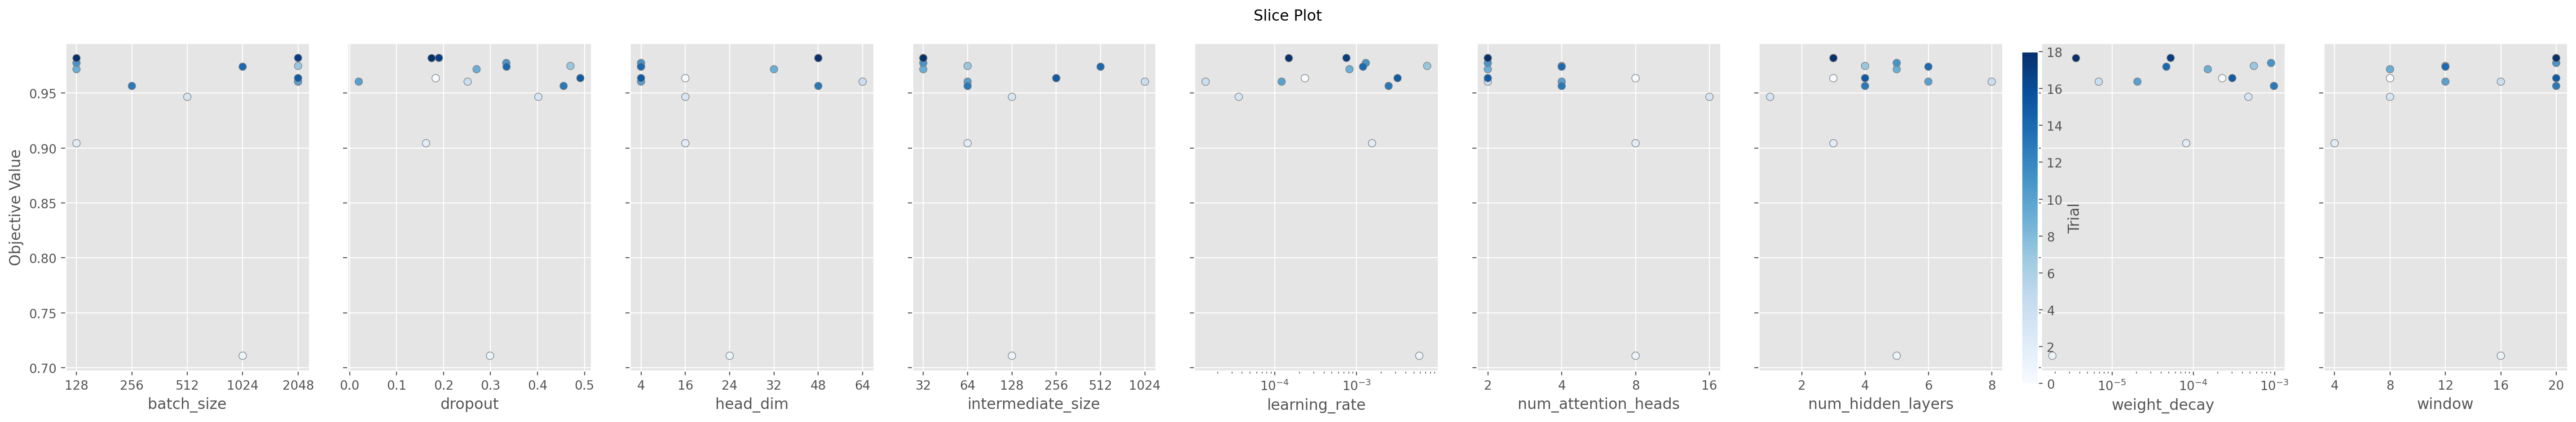 Slice Plot
Objective Value
0.95
0.90
0.85
0.80
0.75
0.70
128 256 512 1024 2048
batch_size
0.0 0.1 0.2 0.3 0.4 0.5
dropout
4 16 24 32 48 64
head_dim
32 64 128 256 512 1024
intermediate_size
10⁻⁴ 10⁻³
learning_rate
2 4 8 16
num_attention_heads
2 4 6 8
num_hidden_layers
18
16
14
12
10
8
6
4
2
0
Trial
10⁻⁵ 10⁻⁴ 10⁻³
weight_decay
4 8 12 16 20
window